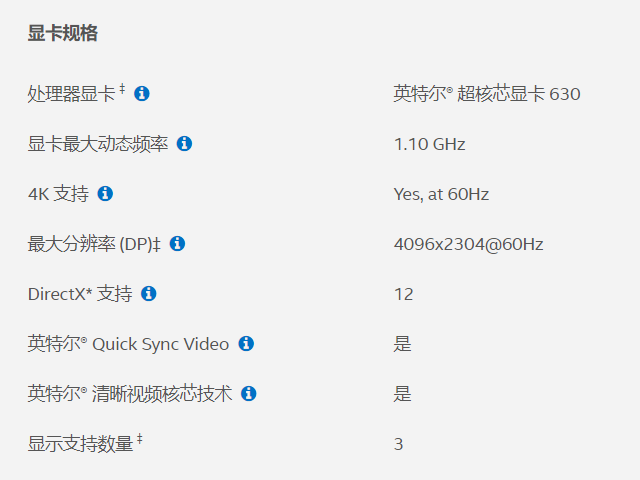 显卡规格
处理器显卡 ‡ 英特尔® 超核芯显卡 630
显卡最大动态频率 1.10 GHz
4K 支持 Yes, at 60Hz
最大分辨率 (DP)‡ 4096x2304@60Hz
DirectX* 支持 12
英特尔® Quick Sync Video 是
英特尔® 清晰视频核芯技术 是
显示支持数量 ‡ 3